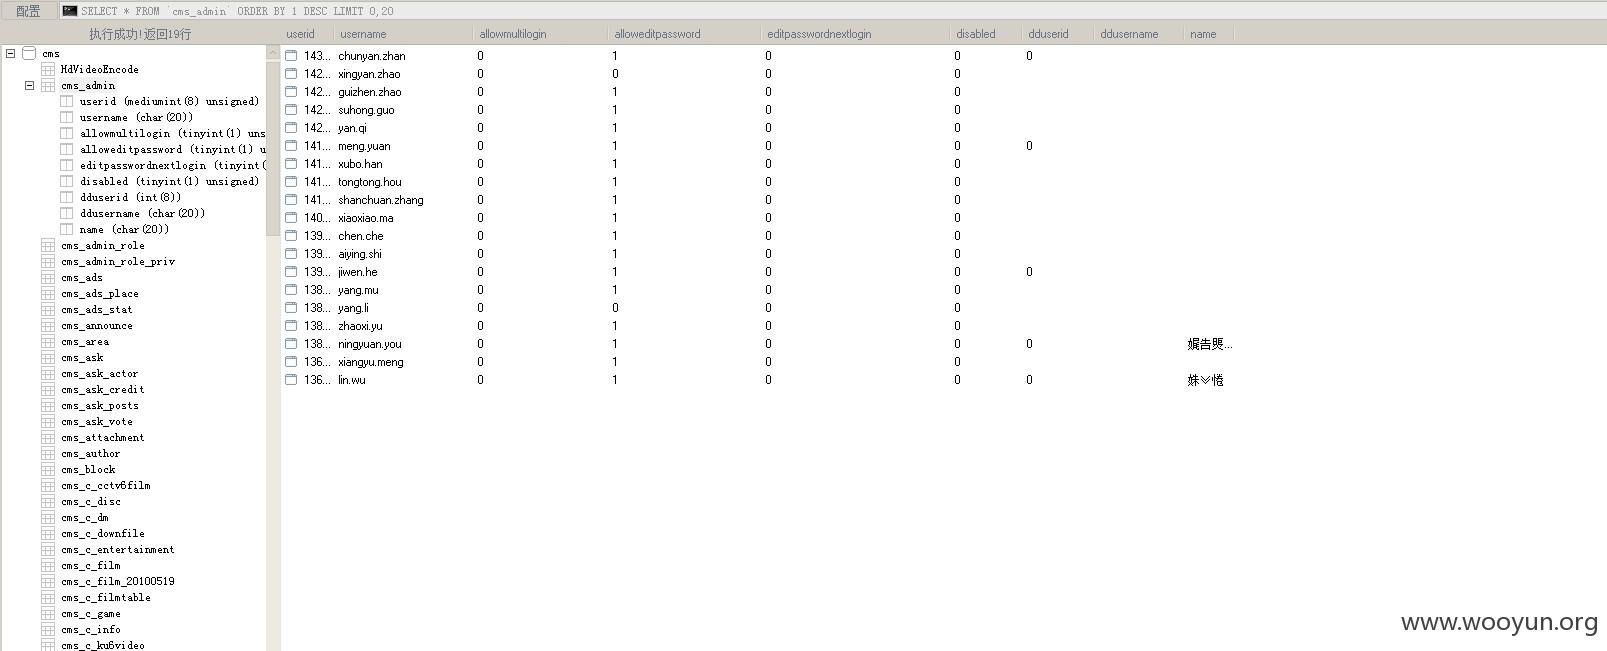 配置 SELECT * FROM `cms_admin` ORDER BY 1 DESC LIMIT 0,20
执行成功!返回19行
cms
HdVideoEncode
cms_admin
userid (mediumint(8) unsigned)
username (char(20))
allowmultilogin (tinyint(1) uns
alloweditpassword (tinyint(1) u
editpasswordnextlogin (tinyint(
disabled (tinyint(1) unsigned)
dduserid (int(8))
ddusername (char(20))
name (char(20))
cms_admin_role
cms_admin_role_priv
cms_ads
cms_ads_place
cms_ads_stat
cms_announce
cms_area
cms_ask
cms_ask_actor
cms_ask_credit
cms_ask_posts
cms_ask_vote
cms_attachment
cms_author
cms_block
cms_c_cctv6film
cms_c_disc
cms_c_dm
cms_c_downfile
cms_c_entertainment
cms_c_film
cms_c_film_20100519
cms_c_filmtable
cms_c_game
cms_c_info
cms_c_ku6video
userid username allowmultilogin alloweditpassword editpasswordnextlogin disabled dduserid ddusername name
143... chunyan.zhan 0 1 0 0 0
142... xingyan.zhao 0 0 0 0
142... guizhen.zhao 0 1 0 0
142... suhong.guo 0 1 0 0
142... yan.qi 0 1 0 0
141... meng.yuan 0 1 0 0 0
141... xubo.han 0 1 0 0
141... tongtong.hou 0 1 0 0
141... shanchuan.zhang 0 1 0 0
140... xiaoxiao.ma 0 1 0 0
139... chen.che 0 1 0 0
139... aiying.shi 0 1 0 0
139... jiwen.he 0 1 0 0 0
138... yang.mu 0 1 0 0
138... yang.li 0 0 0 0
138... zhaoxi.yu 0 1 0 0
138... ningyuan.you 0 1 0 0 0
136... xiangyu.meng 0 1 0 0
136... lin.wu 0 1 0 0 0
www.wooyun.org